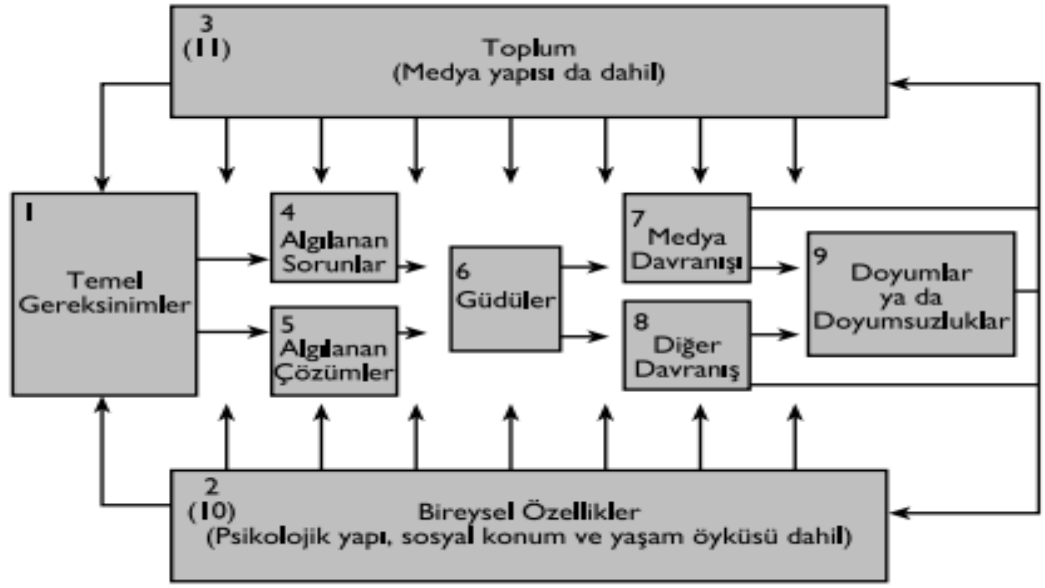 3
(11)
Toplum
(Medya yapısı da dahil)
1
Temel
Gereksinimler
4
Algılanan
Sorunlar
5
Algılanan
Çözümler
6
Güdüler
7
Medya
Davranışı
8
Diğer
Davranış
9
Doyumlar
ya da
Doyumsuzluklar
2
(10)
Bireysel Özellikler
(Psikolojik yapı, sosyal konum ve yaşam öyküsü dahil)